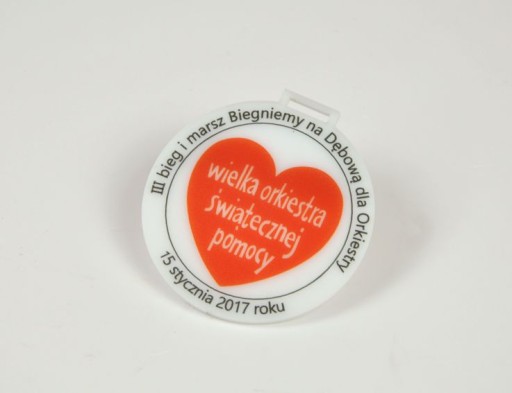 III bieg i marsz Biegniemy na Dębową dla Orkiestry
wielka orkiestra
świątecznej
pomocy
15 stycznia 2017 roku